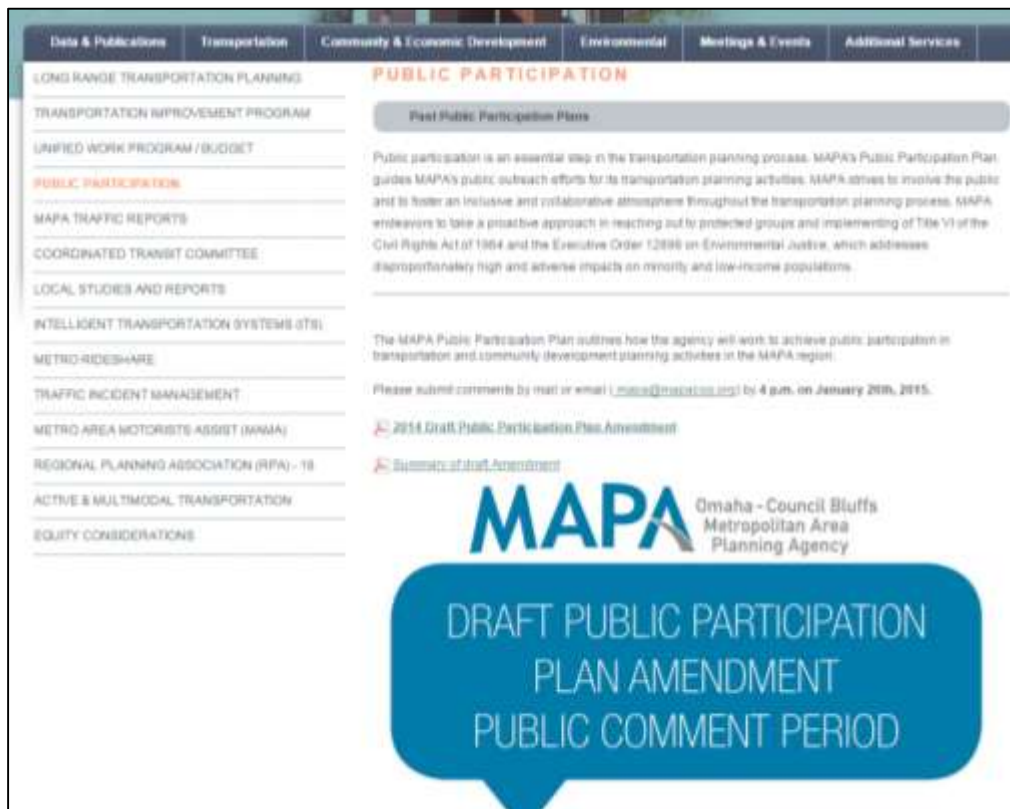 Data & Publications
Transportation
Community & Economic Development
Environmental
Meetings & Events
Additional Services
LONG RANGE TRANSPORTATION PLANNING
TRANSPORTATION IMPROVEMENT PROGRAM
UNIFIED WORK PROGRAM / BUDGET
PUBLIC PARTICIPATION
MAPA TRAFFIC REPORTS
COORDINATED TRANSIT COMMITTEE
LOCAL STUDIES AND REPORTS
INTELLIGENT TRANSPORTATION SYSTEMS (ITS)
METRO RIDESHARE
TRAFFIC INCIDENT MANAGEMENT
METRO AREA MOTORISTS ASSIST (MAMA)
REGIONAL PLANNING ASSOCIATION (RPA) - 18
ACTIVE & MULTIMODAL TRANSPORTATION
EQUITY CONSIDERATIONS
PUBLIC PARTICIPATION
Past Public Participation Plans
Public participation is an essential step in the transportation planning process. MAPA's Public Participation Plan
guides MAPA's public outreach efforts for its transportation planning activities. MAPA strives to involve the public
and to foster an inclusive and collaborative atmosphere throughout the transportation planning process. MAPA
endeavors to take a proactive approach in reaching out to protected groups and implementing of Title VI of the
Civil Rights Act of 1964 and the Executive Order 12898 on Environmental Justice, which addresses
disproportionately high and adverse impacts on minority and low-income populations.
The MAPA Public Participation Plan outlines how the agency will work to achieve public participation in
transportation and community development planning activities in the MAPA region.
Please submit comments by mail or email ( mapa@mapacog.org) by 4 p.m. on January 20th, 2015.
2014 Draft Public Participation Plan Amendment
Summary of draft Amendment
MAPA
Omaha - Council Bluffs
Metropolitan Area
Planning Agency
DRAFT PUBLIC PARTICIPATION
PLAN AMENDMENT
PUBLIC COMMENT PERIOD